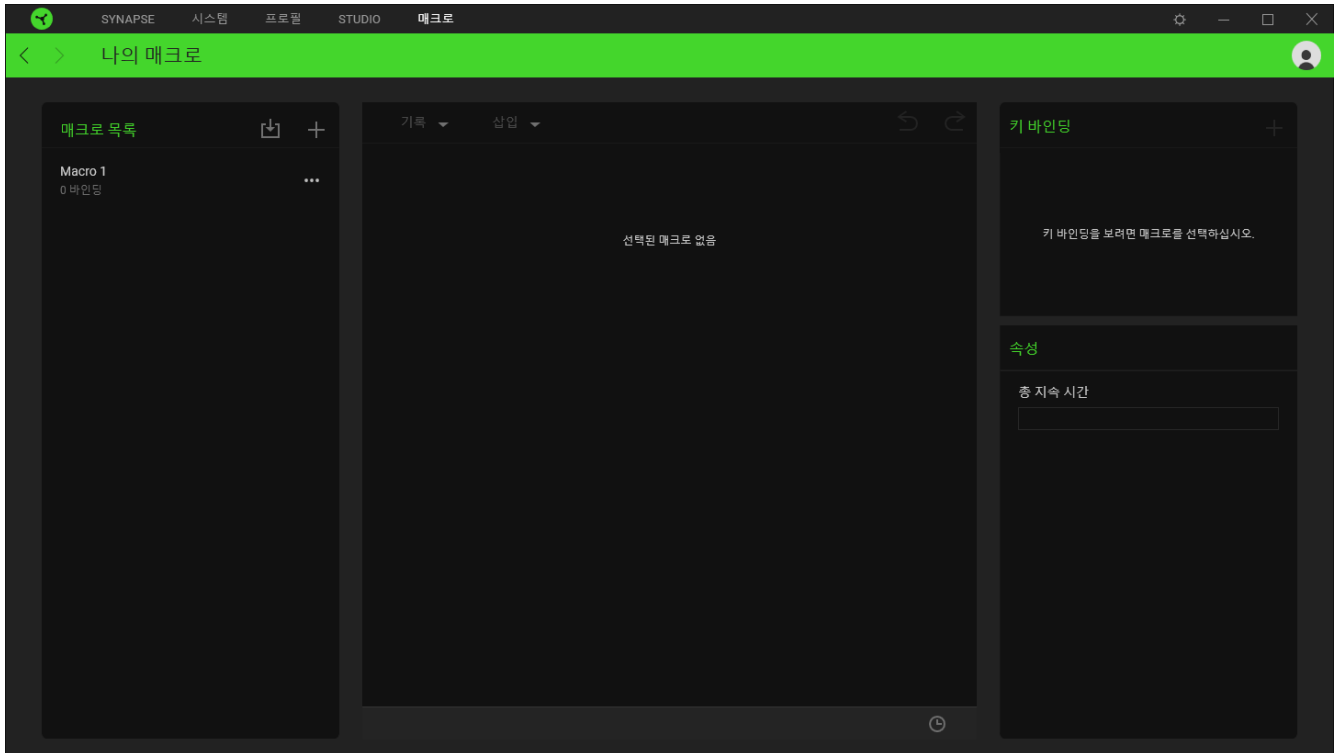 SYNAPSE 시스템 프로필 STUDIO 매크로
나의 매크로
매크로 목록
Macro 1
0 바인딩
기록 삽입
선택된 매크로 없음
키 바인딩
키 바인딩을 보려면 매크로를 선택하십시오.
속성
총 지속 시간